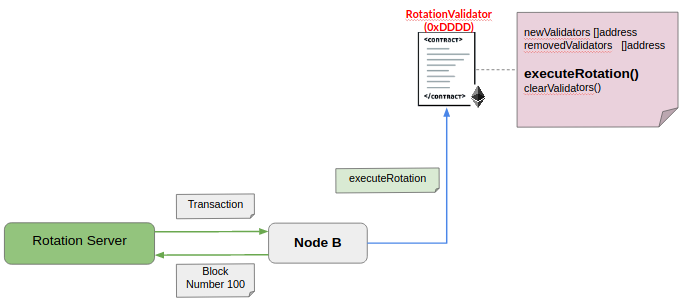 RotationValidator
(0xDDDD)
<contract>
</contract>
newValidators []address
removedValidators []address
executeRotation()
clearValidators()
executeRotation
Transaction
Rotation Server
Node B
Block
Number 100